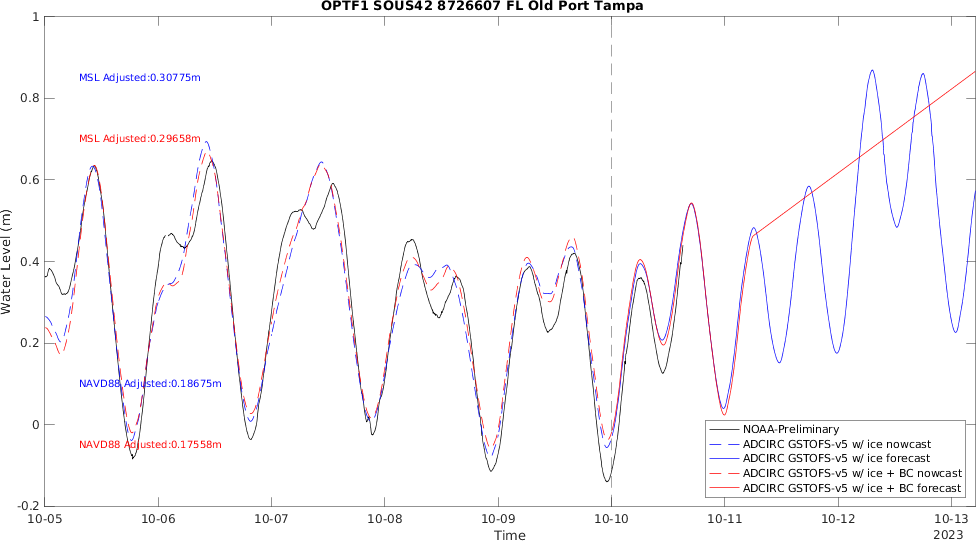 OPTF1 SOUS42 8726607 FL Old Port Tampa
1
0.8
0.6
0.4
0.2
0
-0.2
Water Level (m)
MSL Adjusted:0.30775m
MSL Adjusted:0.29658m
NAVD88 Adjusted:0.18675m
NAVD88 Adjusted:0.17558m
NOAA-Preliminary
ADCIRC GSTOFS-v5 w/ ice nowcast
ADCIRC GSTOFS-v5 w/ ice forecast
ADCIRC GSTOFS-v5 w/ ice + BC nowcast
ADCIRC GSTOFS-v5 w/ ice + BC forecast
10-05 10-06 10-07 10-08 10-09 10-10 10-11 10-12 10-13
Time 2023